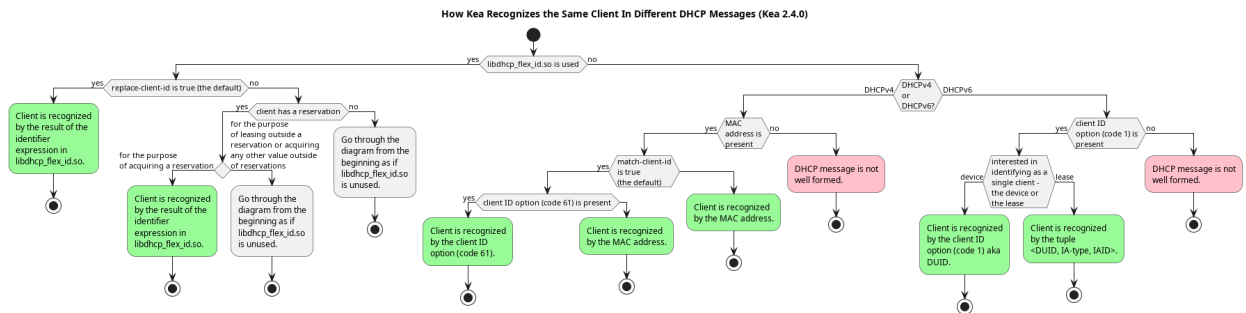 How Kea Recognizes the Same Client In Different DHCP Messages (Kea 2.4.0)
yes
libdhcp_flex_id.so is used
no
yes
replace-client-id is true (the default)
no
Client is recognized
by the result of the
identifier
expression in
libdhcp_flex_id.so.
yes
client has a reservation
no
for the purpose
of acquiring a reservation
for the purpose
of leasing outside a
reservation or acquiring
any other value outside
of reservations
Client is recognized
by the result of the
identifier
expression in
libdhcp_flex_id.so.
Go through the
diagram from the
begnning as if
libdhcp_flex_id.so
is unused.
Go through the
diagram from the
beginning as if
libdhcp_flex_id.so
is unused.
DHCPv4
DHCPv4
or
DHCPv6?
DHCPv6
yes
MAC
address is
present
no
yes
match-client-id
is true
(the default)
yes
client ID option (code 61) is present
Client is recognized
by the client ID
option (code 61).
Client is recognized
by the MAC address.
Client is recognized
by the MAC address.
DHCP message is not
well formed.
yes
client ID
option (code 1) is
present
no
device
interested in
identifying as a
single client -
the device or
the lease
lease
Client is recognized
by the client ID
option (code 1) aka
DUID.
Client is recognized
by the tuple
<DUID, IA-type, IAID>.
DHCP message is not
well formed.